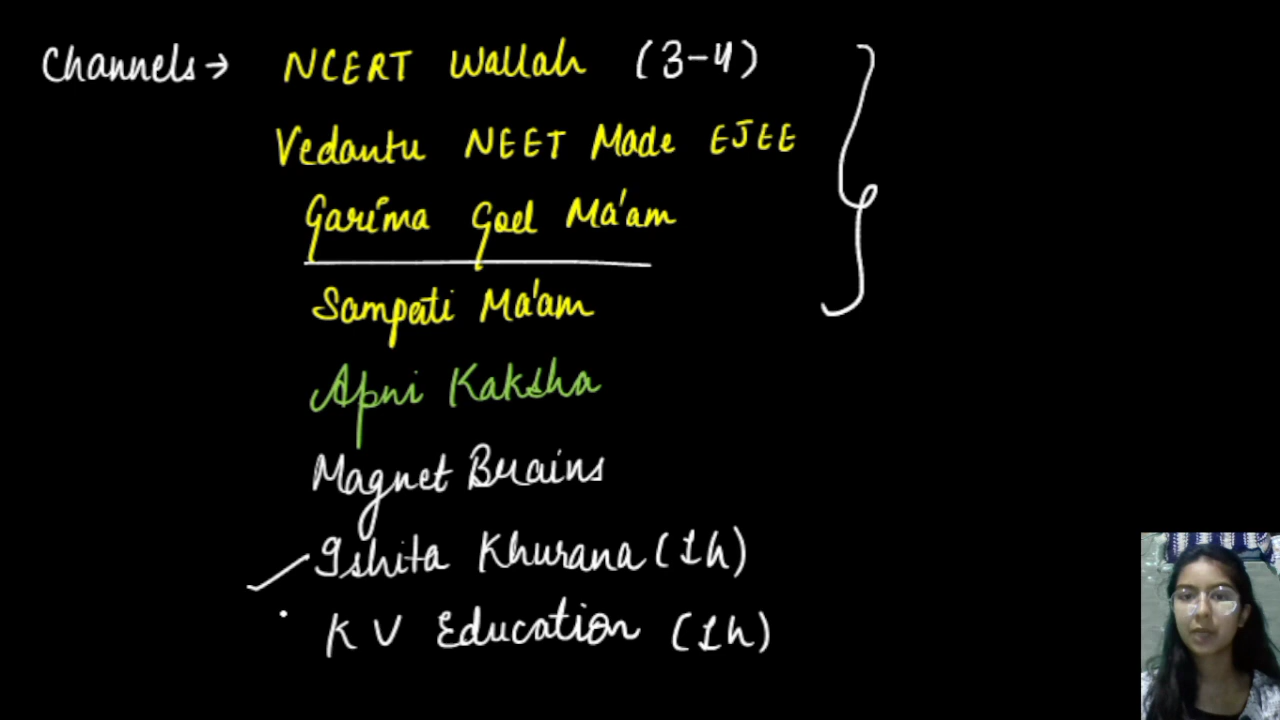 Channels → NCERT Wallah (3-4)
Vedantu NEET Made EJEE
Garima Goel Ma'am
Sampati Ma'am
Apni Kaksha
Magnet Brains
Ishita Khurana (1h)
KV Education (1h)